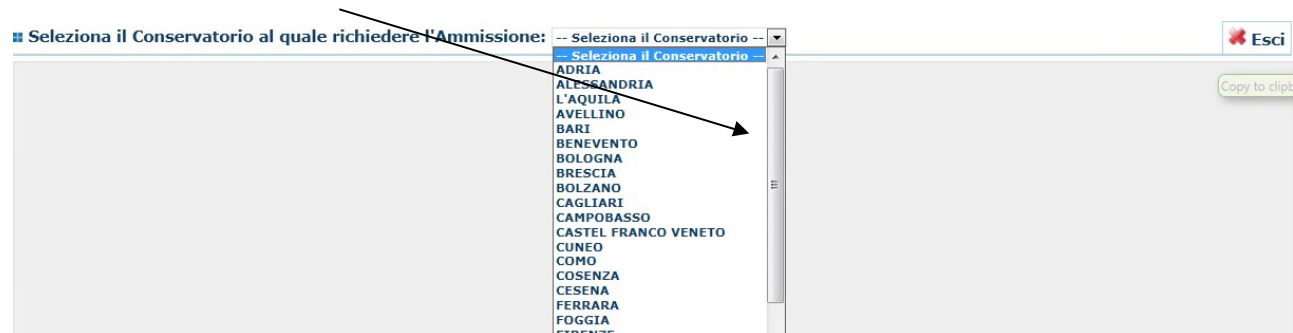 Seleziona il Conservatorio al quale richiedere l'Ammissione: -- Seleziona il Conservatorio -- Esci
-- Seleziona il Conservatorio --
ADRIA
ALESSANDRIA
L'AQUILA
AVELLINO
BARI
BENEVENTO
BOLOGNA
BRESCIA
BOLZANO
CAGLIARI
CAMPOBASSO
CASTEL FRANCO VENETO
CUNEO
COMO
COSENZA
CESENA
FERRARA
FOGGIA
Copy to